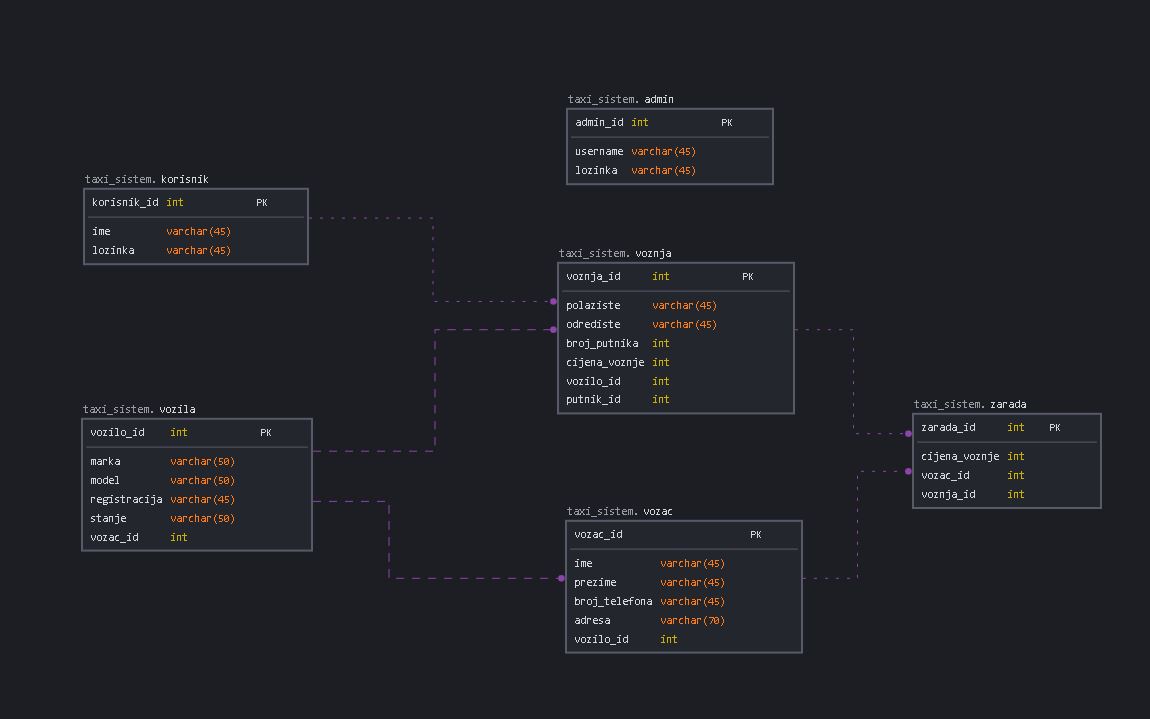 taxi_sistem. admin
admin_id int PK
username varchar(45)
lozinka varchar(45)
taxi_sistem. korisnik
korisnik_id int PK
ime varchar(45)
lozinka varchar(45)
taxi_sistem. voznja
voznja_id int PK
polaziste varchar(45)
odrediste varchar(45)
broj_putnika int
cijena_voznje int
vozilo_id int
putnik_id int
taxi_sistem. vozila
vozilo_id int PK
marka varchar(50)
model varchar(50)
registracija varchar(45)
stanje varchar(50)
vozac_id int
taxi_sistem. zarada
zarada_id int PK
cijena_voznje int
vozac_id int
voznja_id int
taxi_sistem. vozac
vozac_id PK
ime varchar(45)
prezime varchar(45)
broj_telefona varchar(45)
adresa varchar(70)
vozilo_id int